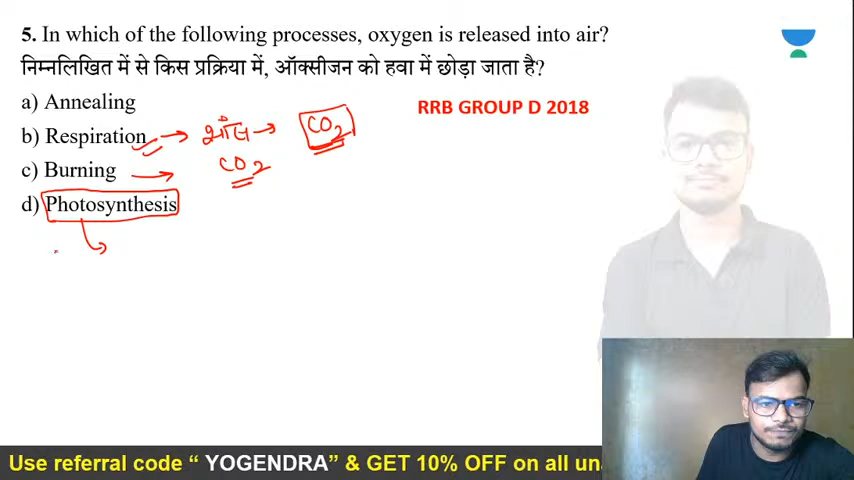 5. In which of the following processes, oxygen is released into air?
निम्नलिखित में से किस प्रक्रिया में, ऑक्सीजन को हवा में छोड़ा जाता है?
a) Annealing
RRB GROUP D 2018
b) Respiration → साँस → CO2
c) Burning → CO2
d) Photosynthesis
Use referral code “ YOGENDRA” & GET 10% OFF on all una